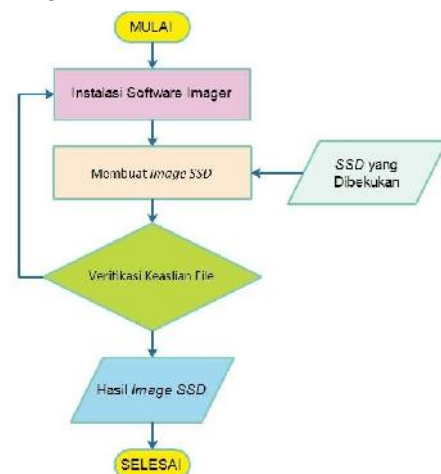 MULAI
Instalasi Software Imager
Membuat Image SSD
SSD yang
Dibekukan
Verifikasi Keaslian File
Hasil Image SSD
SELESAI